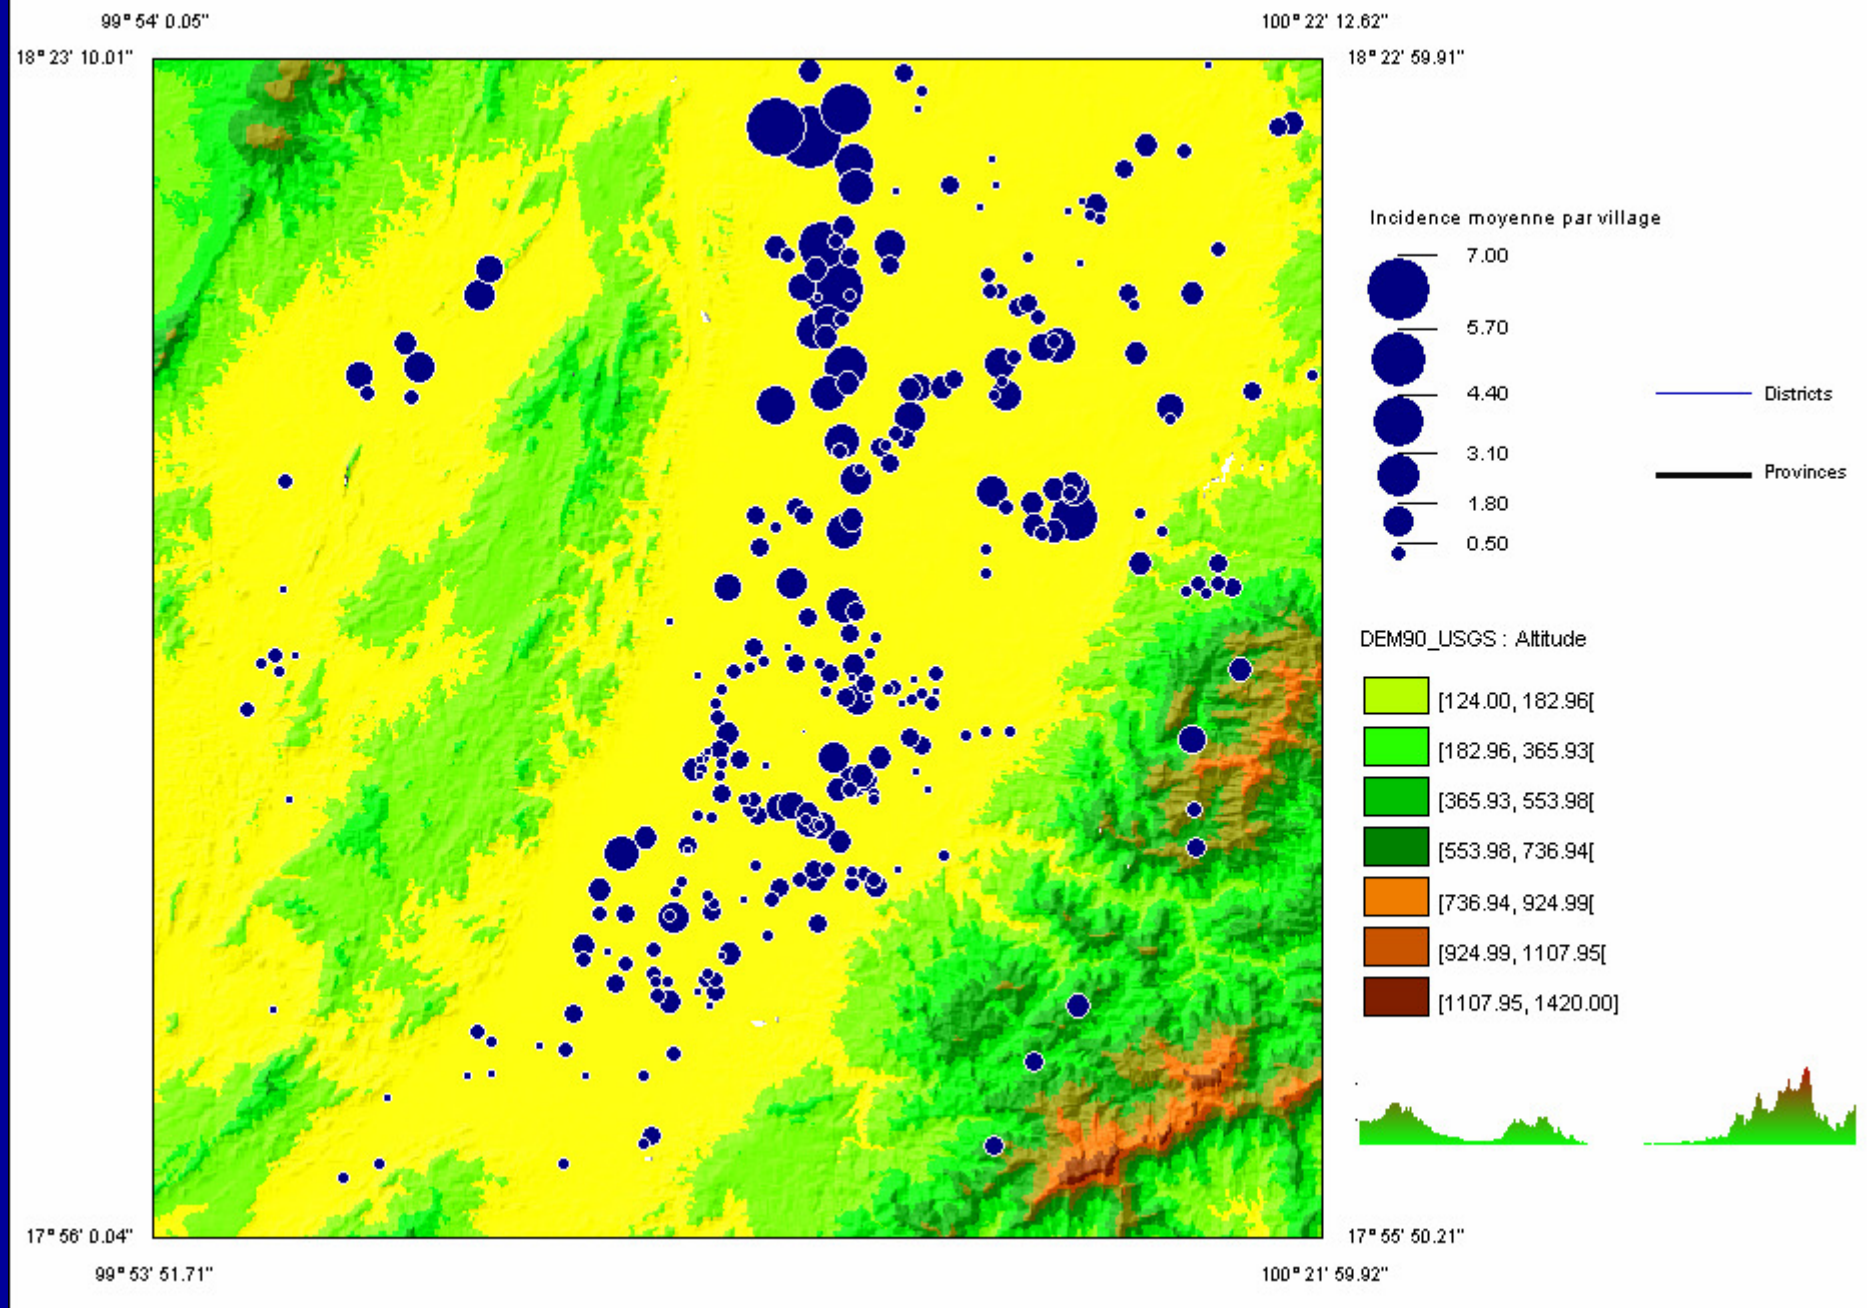 99° 54' 0.05"
100° 22' 12.62"
18° 23' 10.01"
18° 22' 59.91"
Incidence moyenne par village
7.00
5.70
4.40
3.10
1.80
0.50
Districts
Provinces
DEM90_USGS : Altitude
[124.00, 182.96[
[182.96, 365.93[
[365.93, 553.98[
[553.98, 736.94[
[736.94, 924.99[
[924.99, 1107.95[
[1107.95, 1420.00]
17° 56' 0.04"
17° 55' 50.21"
99° 53' 51.71"
100° 21' 59.92"